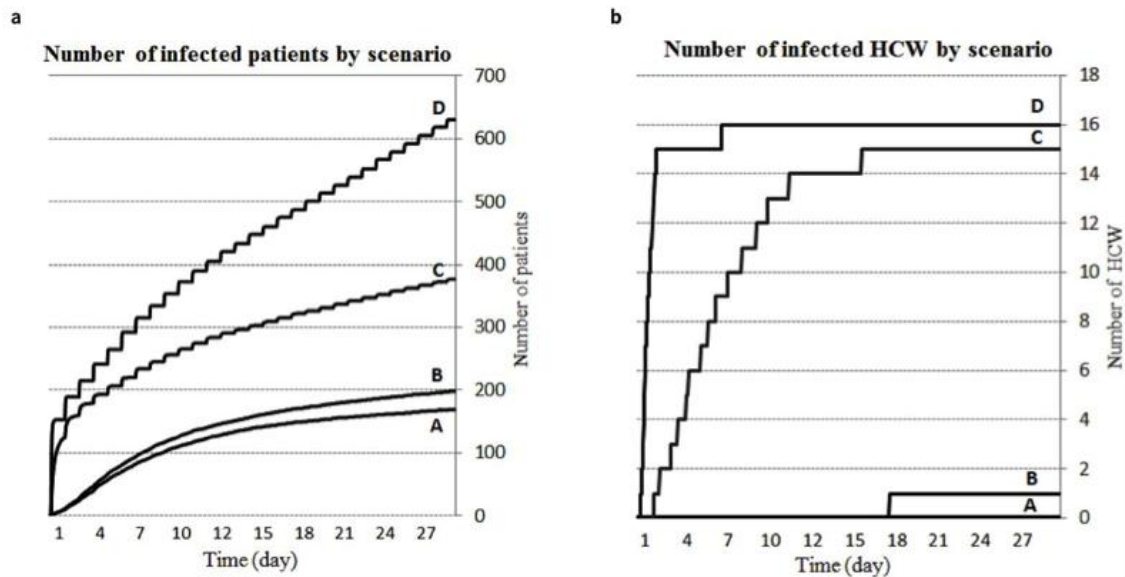 a
Number of infected patients by scenario
700
600
500
400
300
200
100
0
Number of patients
D
C
B
A
1 4 7 10 12 15 18 21 24 27
Time (day)
b
Number of infected HCW by scenario
18
16
14
12
10
8
6
4
2
0
Number of HCW
D
C
B
A
1 4 7 10 12 15 18 21 24 27
Time (day)